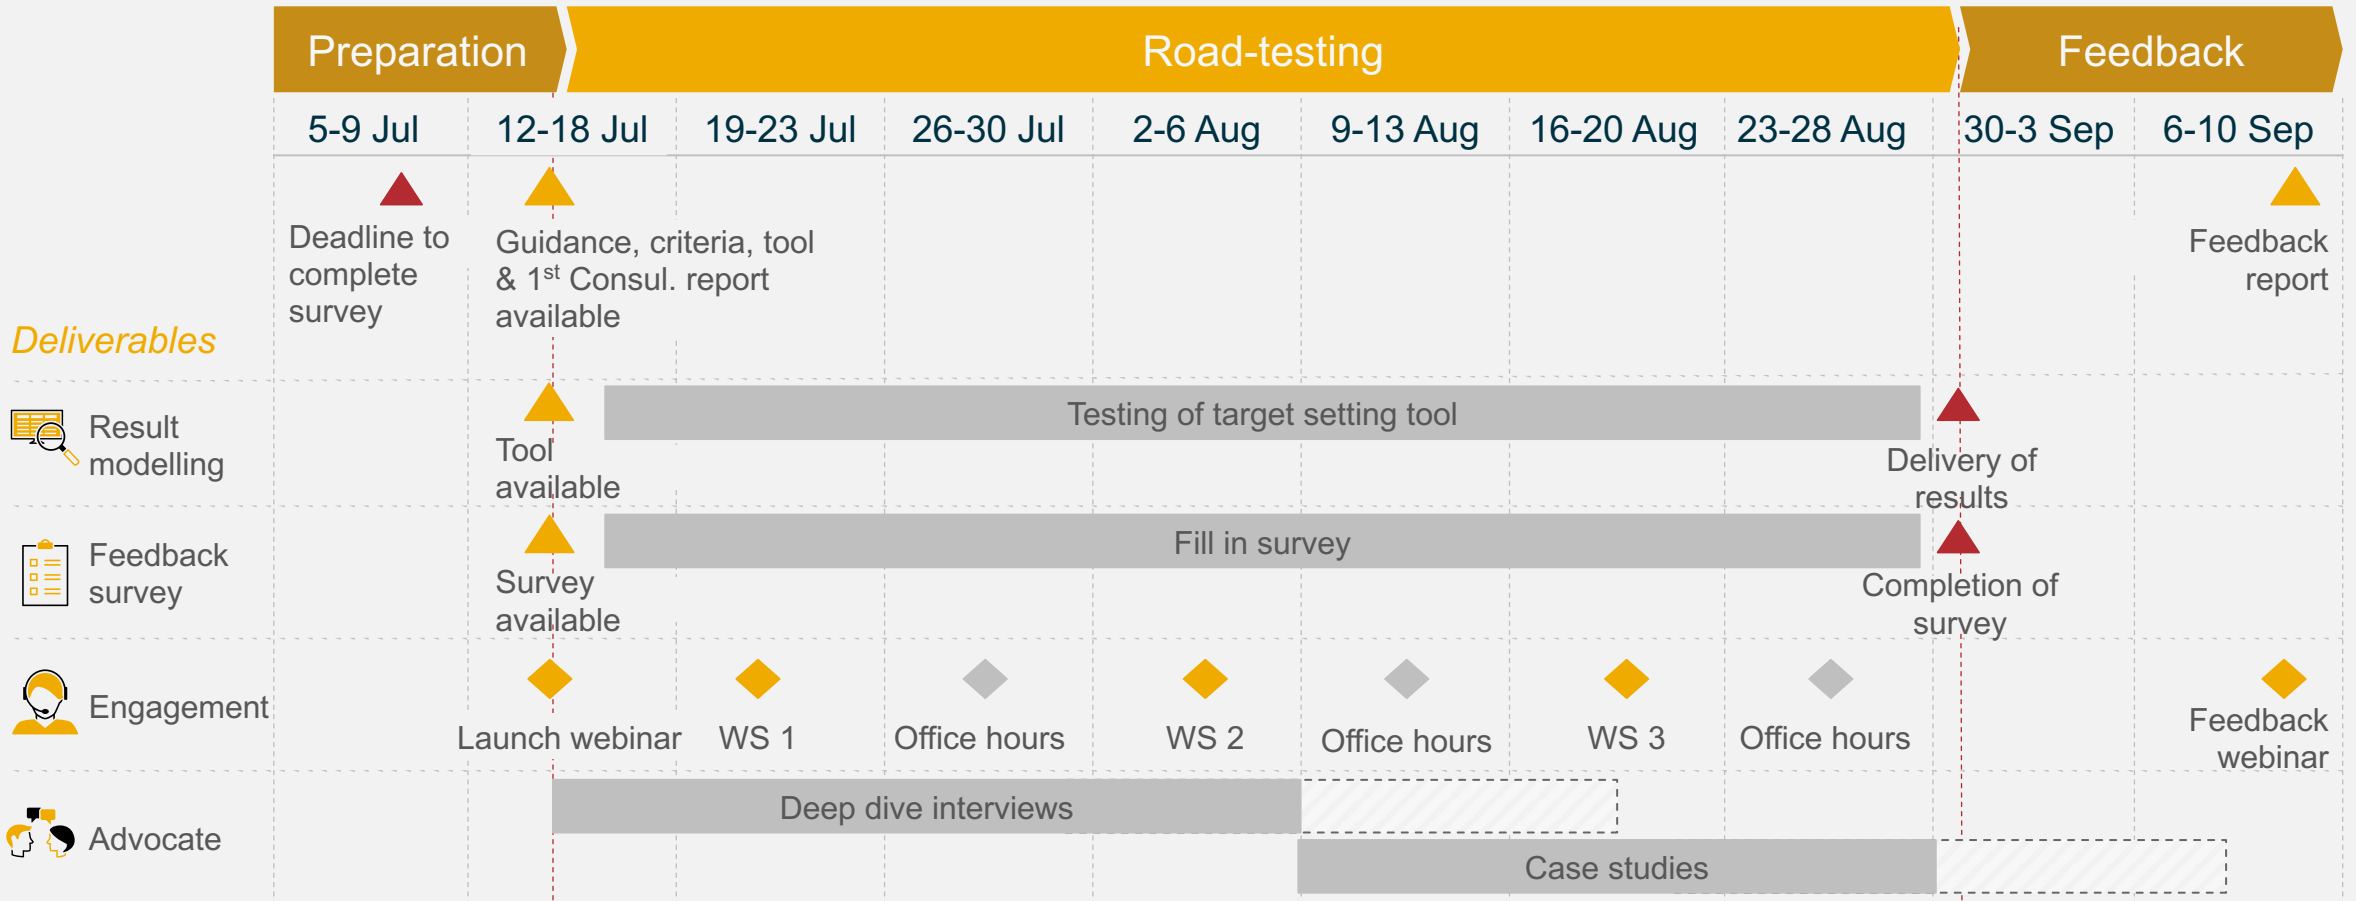 Preparation
Road-testing
Feedback
5-9 Jul
12-18 Jul
19-23 Jul
26-30 Jul
2-6 Aug
9-13 Aug
16-20 Aug
23-28 Aug
30-3 Sep
6-10 Sep
Deadline to
complete
survey
Guidance, criteria, tool
& 1st Consul. report
available
Feedback
report
Deliverables
Result
modelling
Tool
available
Testing of target setting tool
Delivery of
results
Feedback
survey
Survey
available
Fill in survey
Completion of
survey
Engagement
Launch webinar
WS 1
Office hours
WS 2
Office hours
WS 3
Office hours
Feedback
webinar
Advocate
Deep dive interviews
Case studies